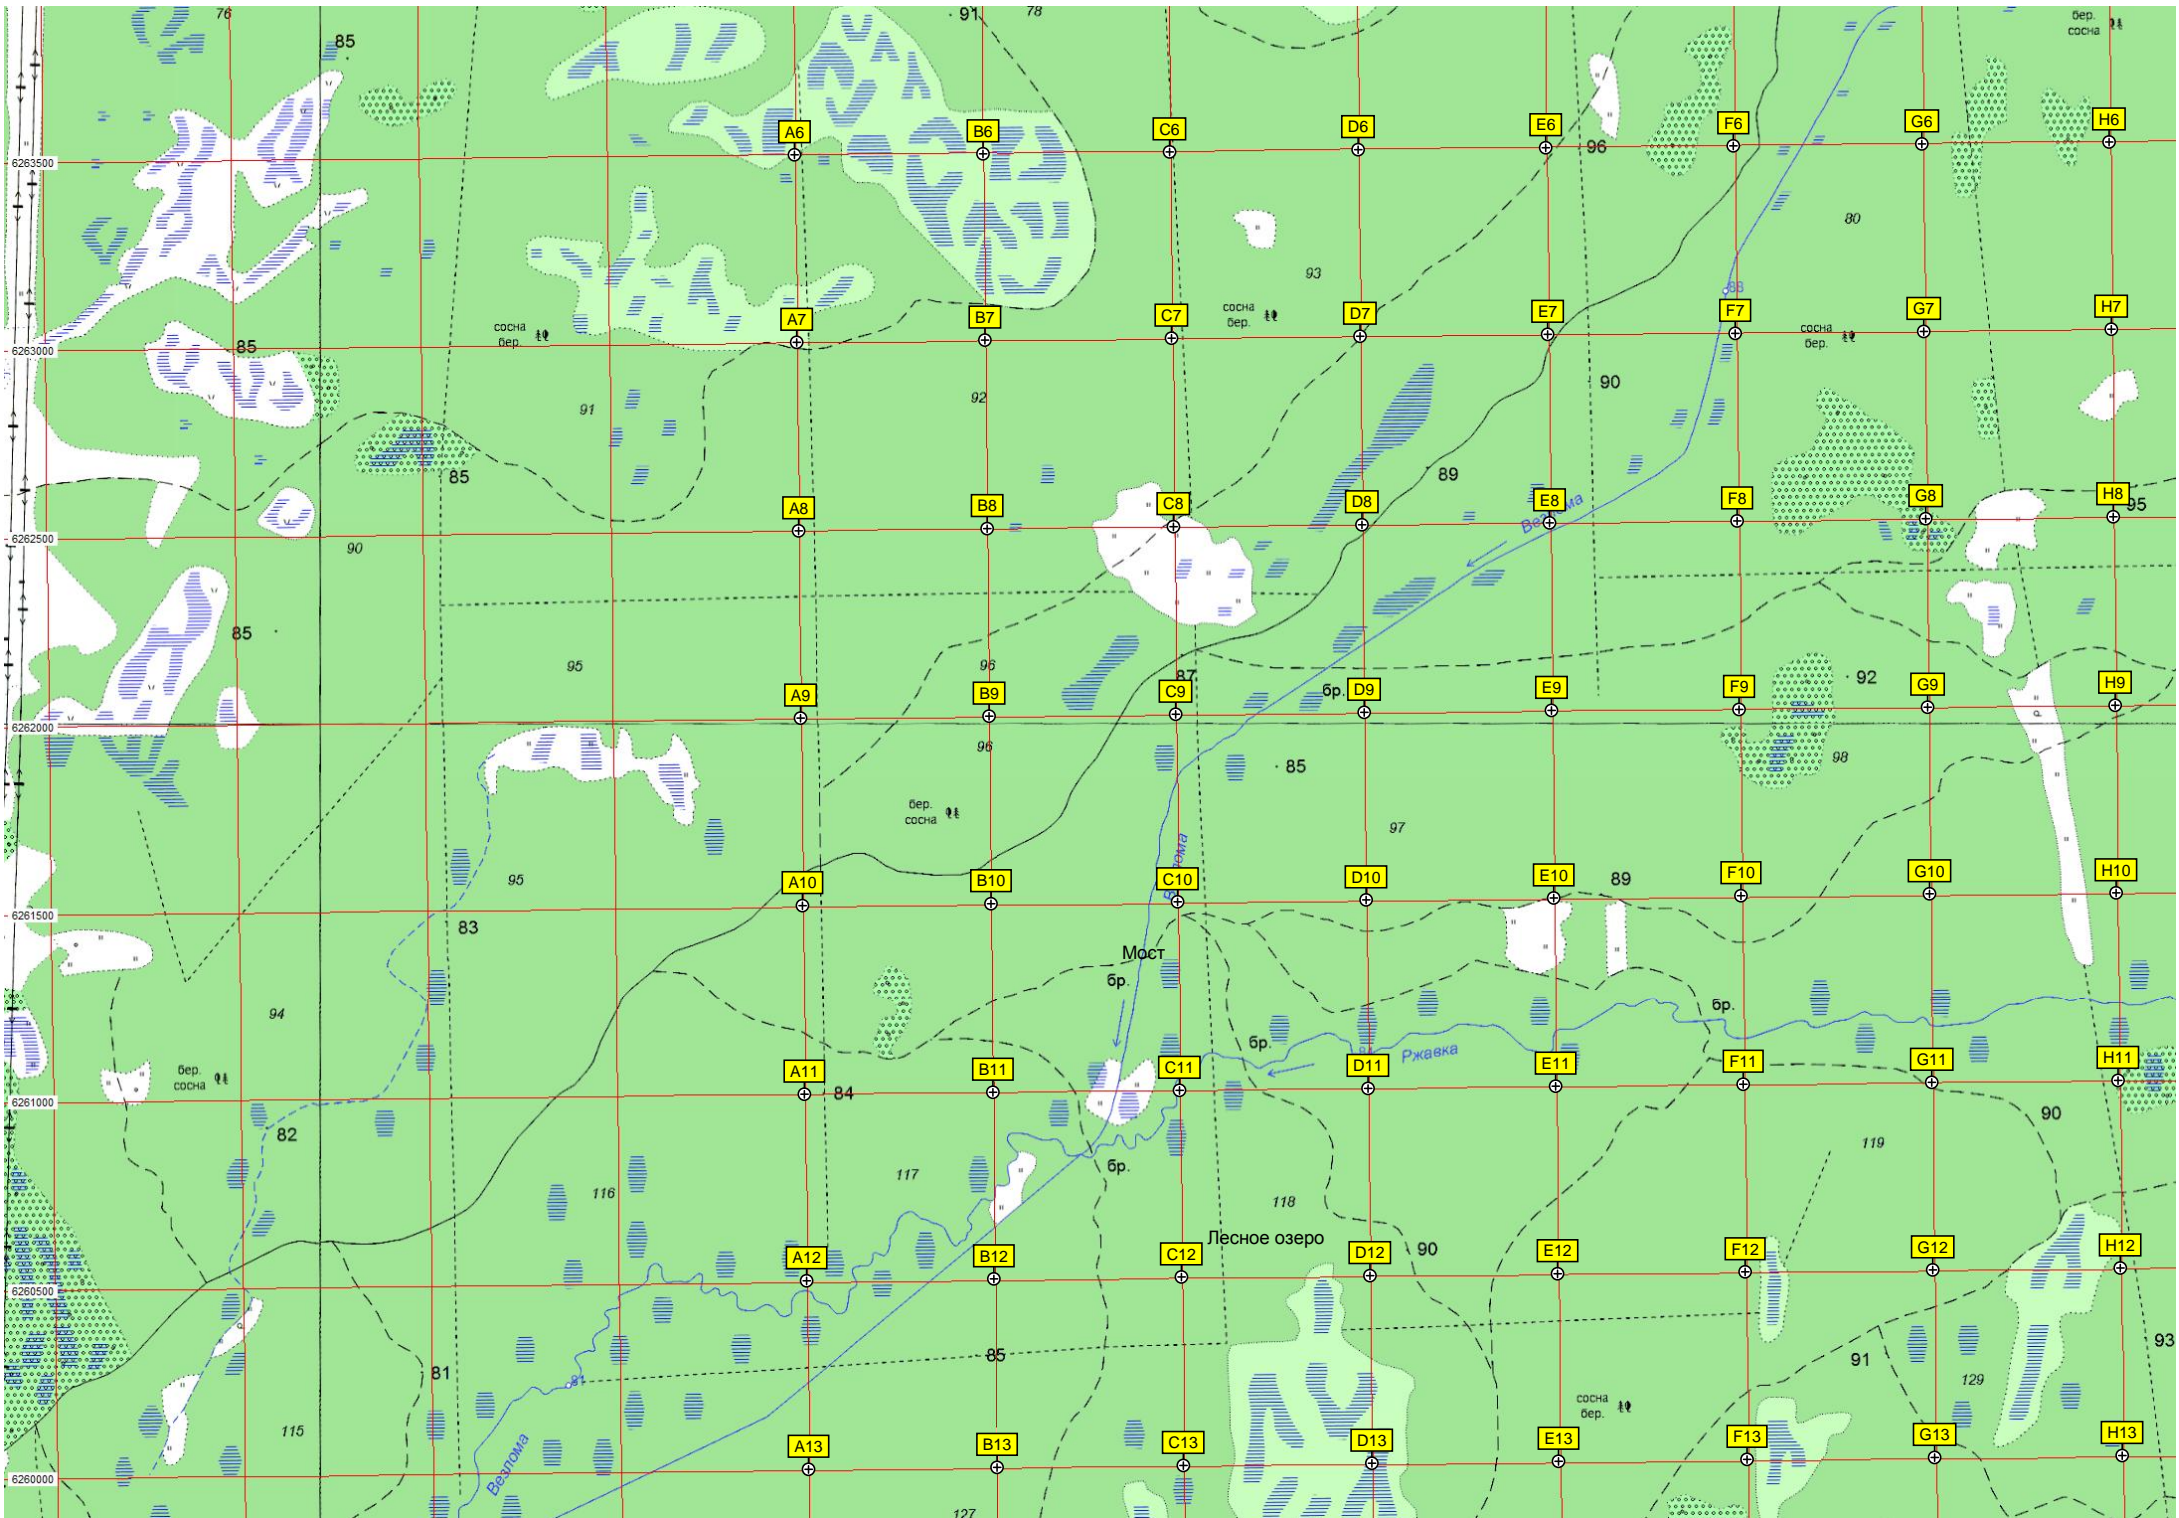 76
91
78
бер.
сосна
85
A6
B6
C6
D6
E6
F6
G6
H6
96
6263500
80
93
88
сосна
бер.
сосна
бер.
A7
B7
C7
D7
E7
F7
G7
H7
сосна
бер.
85
6263000
90
92
91
89
85
A8
B8
C8
D8
E8
F8
G8
H8
95
Везлома
6262500
90
85
95
96
87
92
A9
B9
C9
бр.
D9
E9
F9
G9
H9
6262000
96
98
85
бер.
сосна
97
Везлома
95
A10
B10
C10
D10
E10
89
F10
G10
H10
6261500
83
Мост
бр.
94
бр.
бр.
Ржавка
A11
B11
C11
D11
E11
F11
G11
H11
бер.
сосна
84
6261000
90
82
119
бр.
117
116
118
Лесное озеро
90
A12
B12
C12
D12
E12
F12
G12
H12
6260500
93
85
91
81
81
129
сосна
бер.
115
A13
B13
C13
D13
E13
F13
G13
H13
Везлома
6260000
127